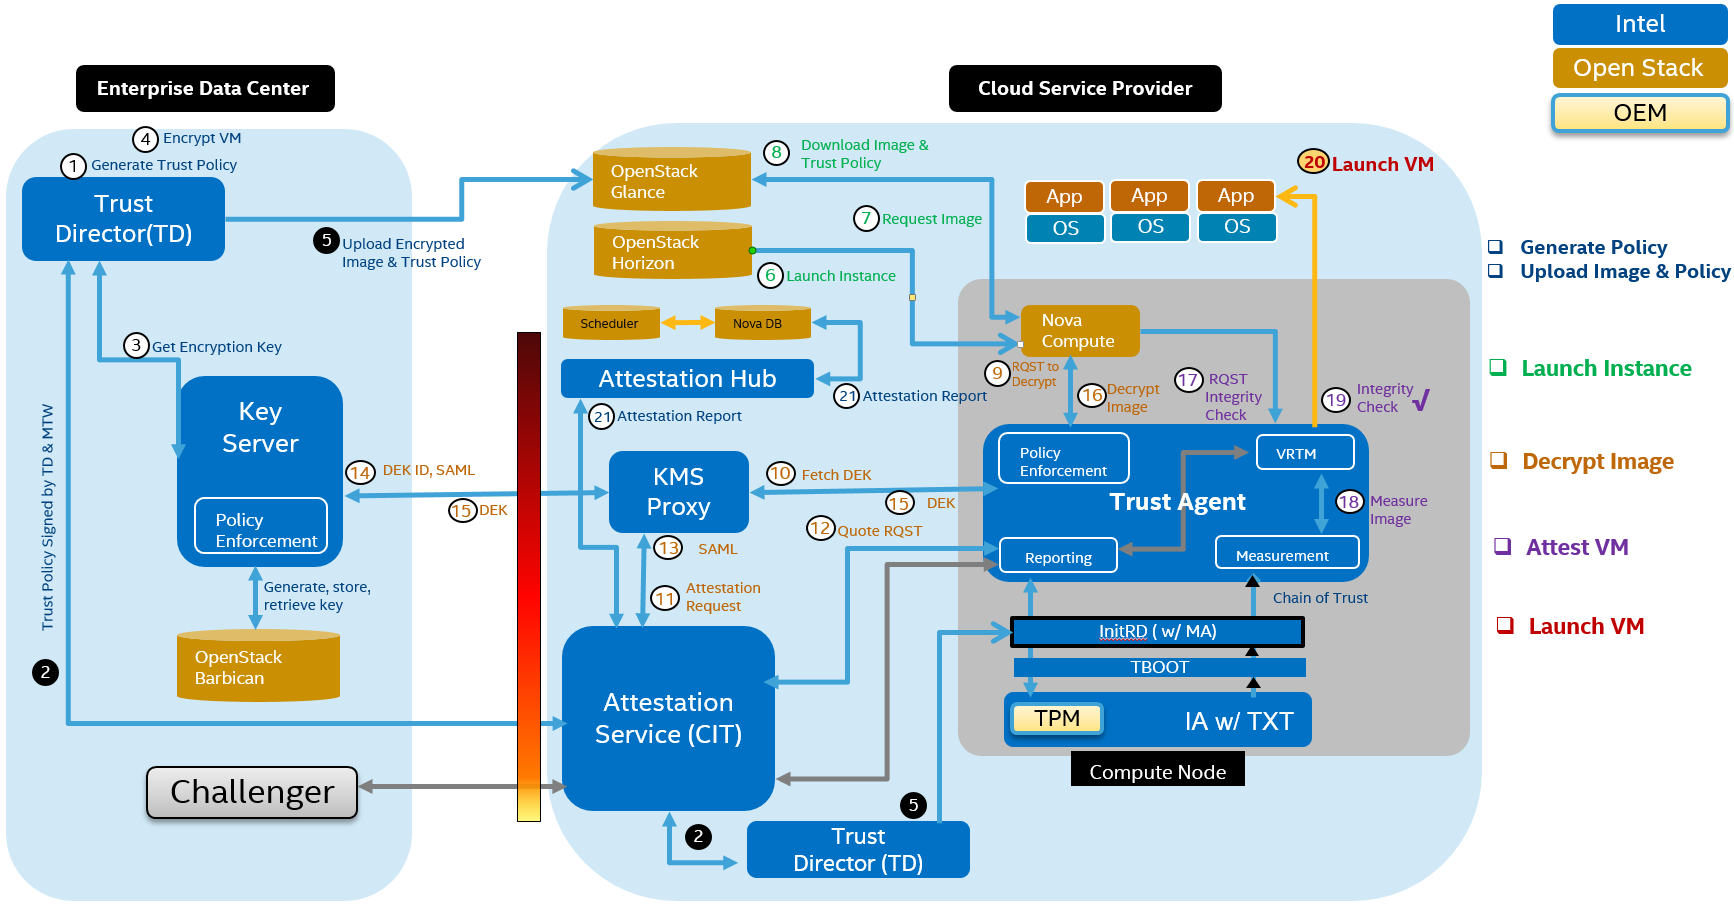 Intel
Open Stack
OEM
Enterprise Data Center
Cloud Service Provider
4 Encrypt VM
1 Generate Trust Policy
Trust
Director(TD)
5 Upload Encrypted
Image & Trust Policy
3 Get Encryption Key
Key
Server
Policy
Enforcement
14 DEK ID, SAML
15 DEK
Generate, store,
retrieve key
OpenStack
Barbican
Trust Policy Signed by TD & MTW
2
Challenger
OpenStack
Glance
OpenStack
Horizon
8 Download Image &
Trust Policy
7 Request Image
6 Launch Instance
Scheduler
Nova DB
Attestation Hub
21 Attestation Report
21 Attestation Report
KMS
Proxy
10 Fetch DEK
15 DEK
12 Quote RQST
13 SAML
11 Attestation
Request
Attestation
Service (CIT)
2
5
Trust
Director (TD)
20 Launch VM
App
App
App
OS
OS
OS
Nova
Compute
9 RQST to
Decrypt
16 Decrypt
Image
17 RQST
Integrity
Check
19 Integrity
Check √
Policy
Enforcement
VRTM
Trust Agent
18 Measure
Image
Reporting
Measurement
Chain of Trust
InitRD ( w/ MA)
TBOOT
TPM
IA w/ TXT
Compute Node
Generate Policy
Upload Image & Policy
Launch Instance
Decrypt Image
Attest VM
Launch VM